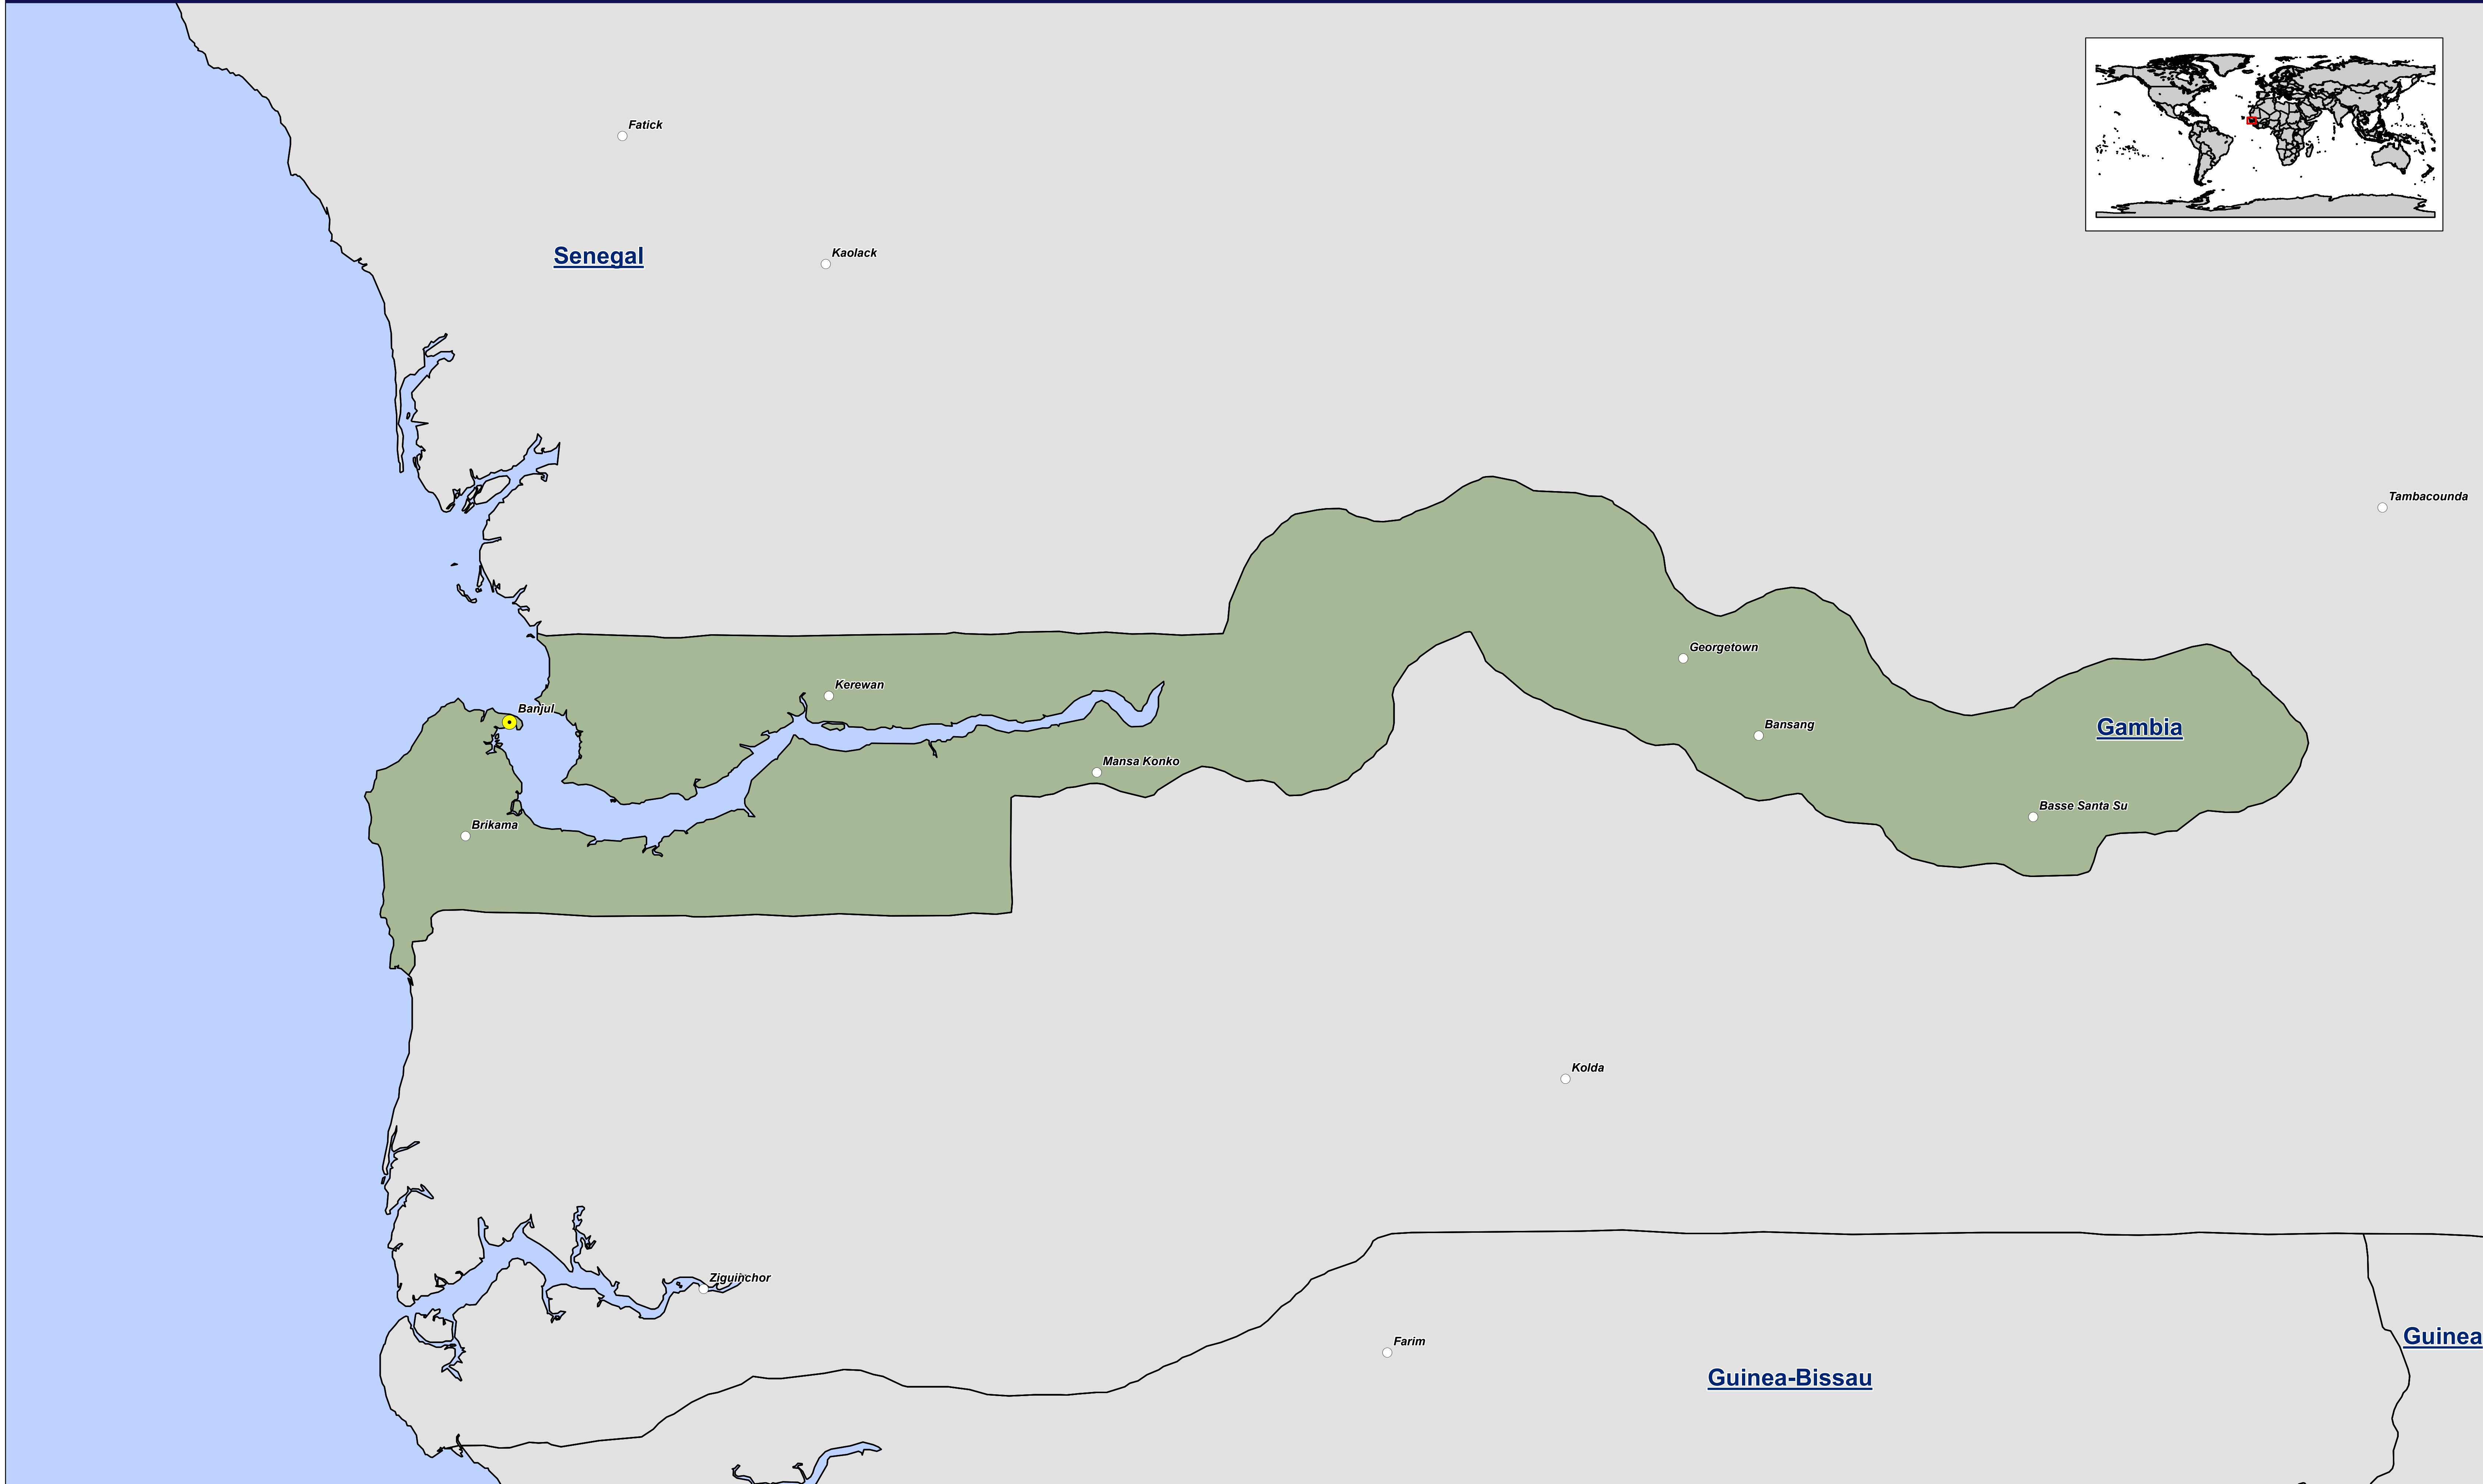 Fatick
Senegal
Kaolack
Tambacounda
Georgetown
Kerewan
Banjul
Bansang
Gambia
Mansa Konko
Basse Santa Su
Brikama
Kolda
Ziguinchor
Farim
Guinea
Guinea-Bissau